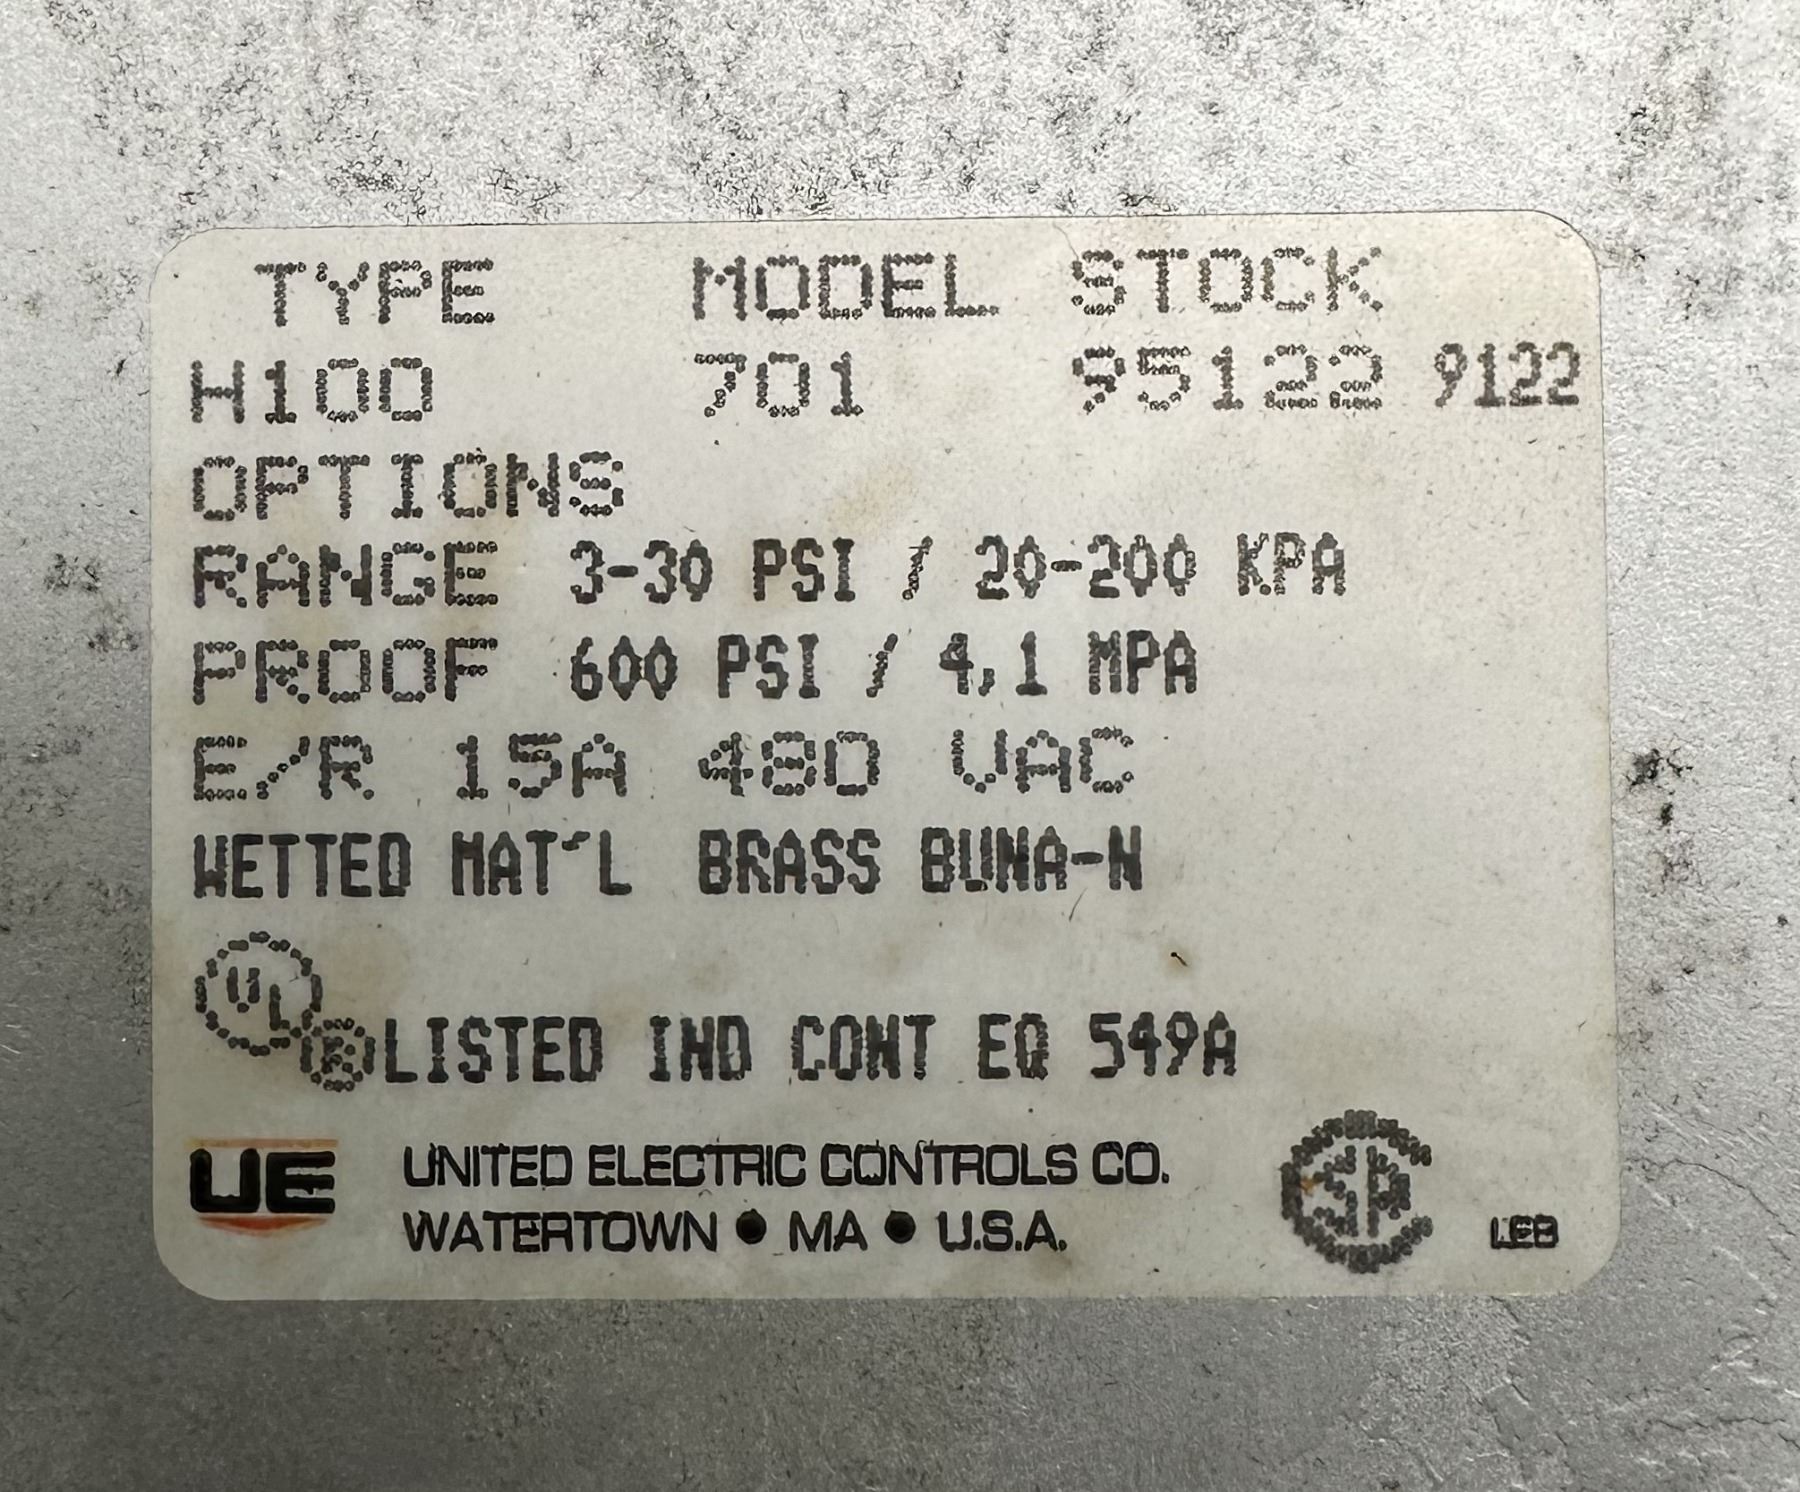 TYPE MODEL STOCK
H100 701 95123 9122
OPTIONS
RANGE 3-30 PSI / 20-200 KPA
PROOF 600 PSI / 4.1 MPA
E/R 15A 480 VAC
WETTED MAT'L BRASS BUNA-N
UL
R LISTED IND CONT EQ 549A
UE UNITED ELECTRIC CONTROLS CO.
WATERTOWN • MA • U.S.A.
LEB